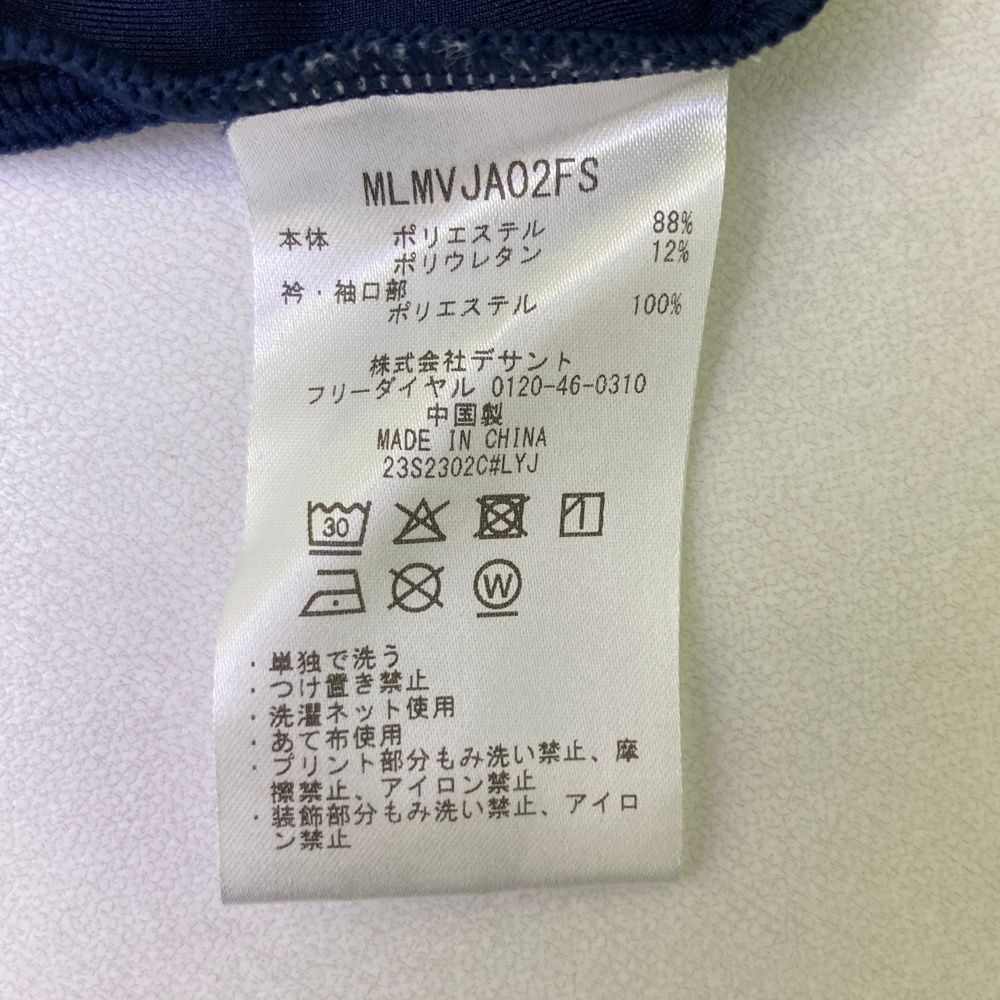 MLMVJA02FS
本体 ポリエステル 88%
ポリウレタン 12%
衿・袖口部
ポリエステル 100%
株式会社デサント
フリーダイヤル 0120-46-0310
中国製
MADE IN CHINA
23S2302C#LYJ
30
W
・単独で洗う
・つけ置き禁止
・洗濯ネット使用
・あて布使用
・プリント部分もみ洗い禁止、摩
擦禁止、アイロン禁止
・装飾部分もみ洗い禁止、アイロ
ン禁止